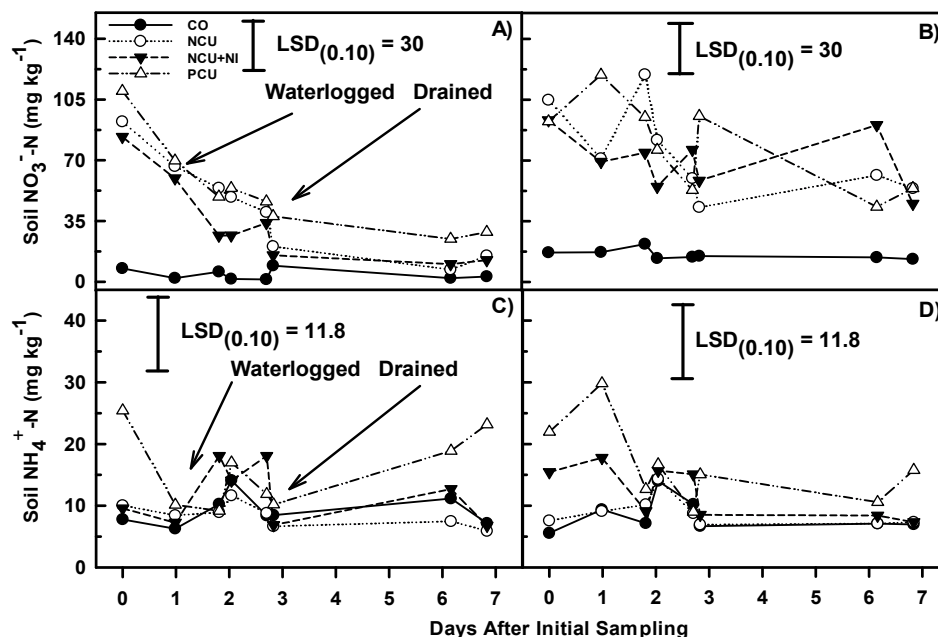 CO
NCU
NCU+NI
PCU
LSD(0.10) = 30
A)
Waterlogged
Drained
140
105
70
35
0
Soil NO3⁻-N (mg kg⁻¹)
LSD(0.10) = 30
B)
LSD(0.10) = 11.8
C)
Waterlogged
Drained
40
30
20
10
0
Soil NH4⁺-N (mg kg⁻¹)
LSD(0.10) = 11.8
D)
0 1 2 3 4 5 6 7
0 1 2 3 4 5 6 7
Days After Initial Sampling